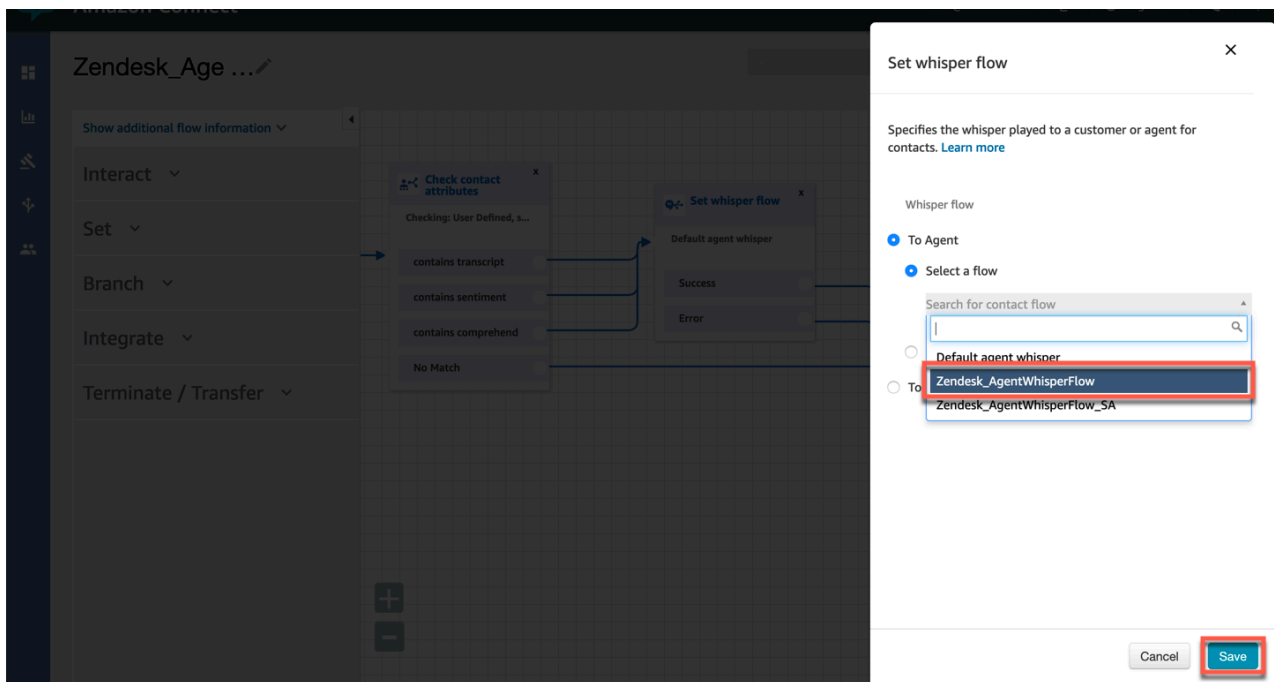 Amazon Connect
Zendesk_Age ...
Show additional flow information
Interact
Set
Branch
Integrate
Terminate / Transfer
Check contact attributes
x
Checking: User Defined, s...
contains transcript
contains sentiment
contains comprehend
No Match
Set whisper flow
x
Default agent whisper
Success
Error
Set whisper flow
Specifies the whisper played to a customer or agent for
contacts. Learn more
Whisper flow
To Agent
Select a flow
Search for contact flow
Default agent whisper
Zendesk_AgentWhisperFlow
To
Zendesk_AgentWhisperFlow_SA
Cancel
Save